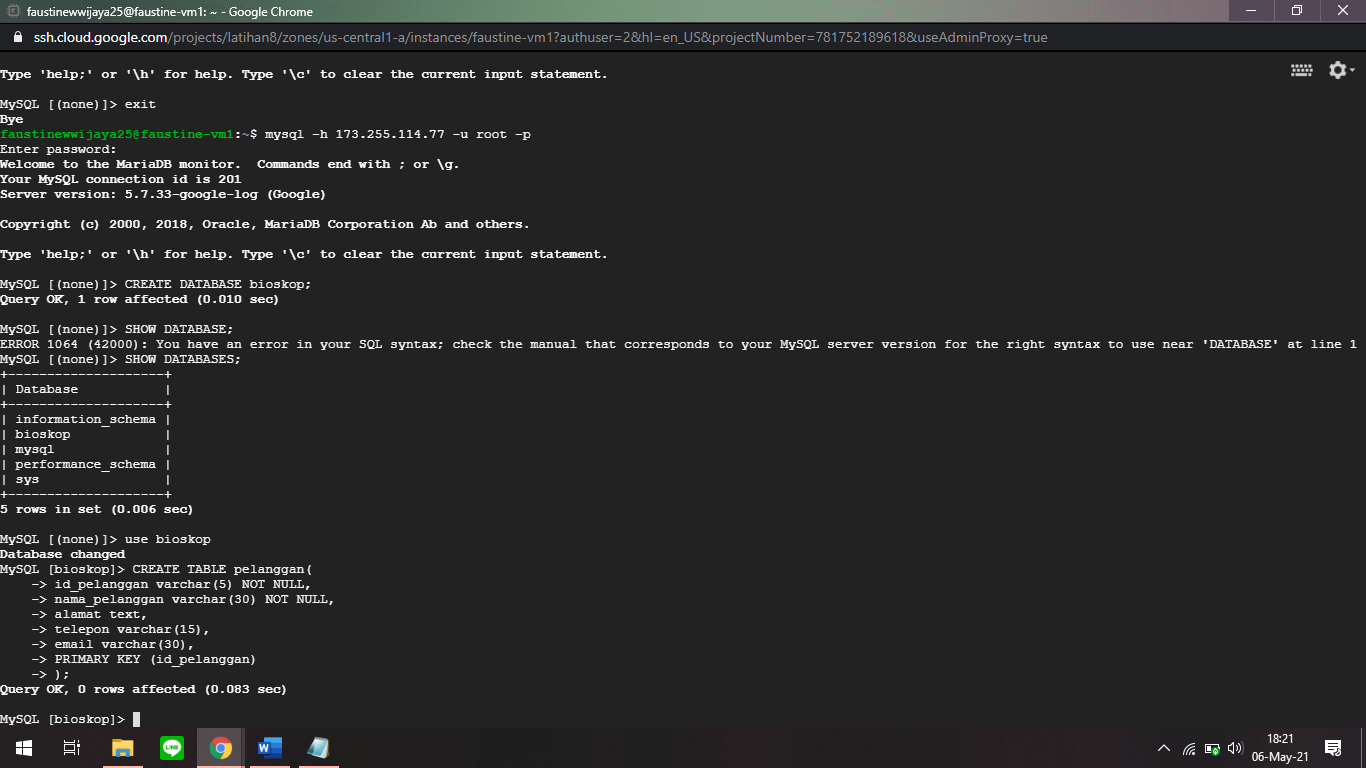 faustinewwijaya25@faustine-vm1: ~ - Google Chrome
ssh.cloud.google.com/projects/latihan8/zones/us-central1-a/instances/faustine-vm1?authuser=2&hl=en_US&projectNumber=781752189618&useAdminProxy=true
Type 'help;' or '\h' for help. Type '\c' to clear the current input statement.
MySQL [(none)]> exit
Bye
faustinewwijaya25@faustine-vm1:~$ mysql -h 173.255.114.77 -u root -p
Enter password:
Welcome to the MariaDB monitor.  Commands end with ; or \g.
Your MySQL connection id is 201
Server version: 5.7.33-google-log (Google)
Copyright (c) 2000, 2018, Oracle, MariaDB Corporation Ab and others.
Type 'help;' or '\h' for help. Type '\c' to clear the current input statement.
MySQL [(none)]> CREATE DATABASE bioskop;
Query OK, 1 row affected (0.010 sec)
MySQL [(none)]> SHOW DATABASE;
ERROR 1064 (42000): You have an error in your SQL syntax; check the manual that corresponds to your MySQL server version for the right syntax to use near 'DATABASE' at line 1
MySQL [(none)]> SHOW DATABASES;
+--------------------+
| Database           |
+--------------------+
| information_schema |
| bioskop            |
| mysql              |
| performance_schema |
| sys                |
+--------------------+
5 rows in set (0.006 sec)
MySQL [(none)]> use bioskop
Database changed
MySQL [bioskop]> CREATE TABLE pelanggan(
    -> id_pelanggan varchar(5) NOT NULL,
    -> nama_pelanggan varchar(30) NOT NULL,
    -> alamat text,
    -> telepon varchar(15),
    -> email varchar(30),
    -> PRIMARY KEY (id_pelanggan)
    -> );
Query OK, 0 rows affected (0.083 sec)
MySQL [bioskop]>
LINE
W
18:21
06-May-21